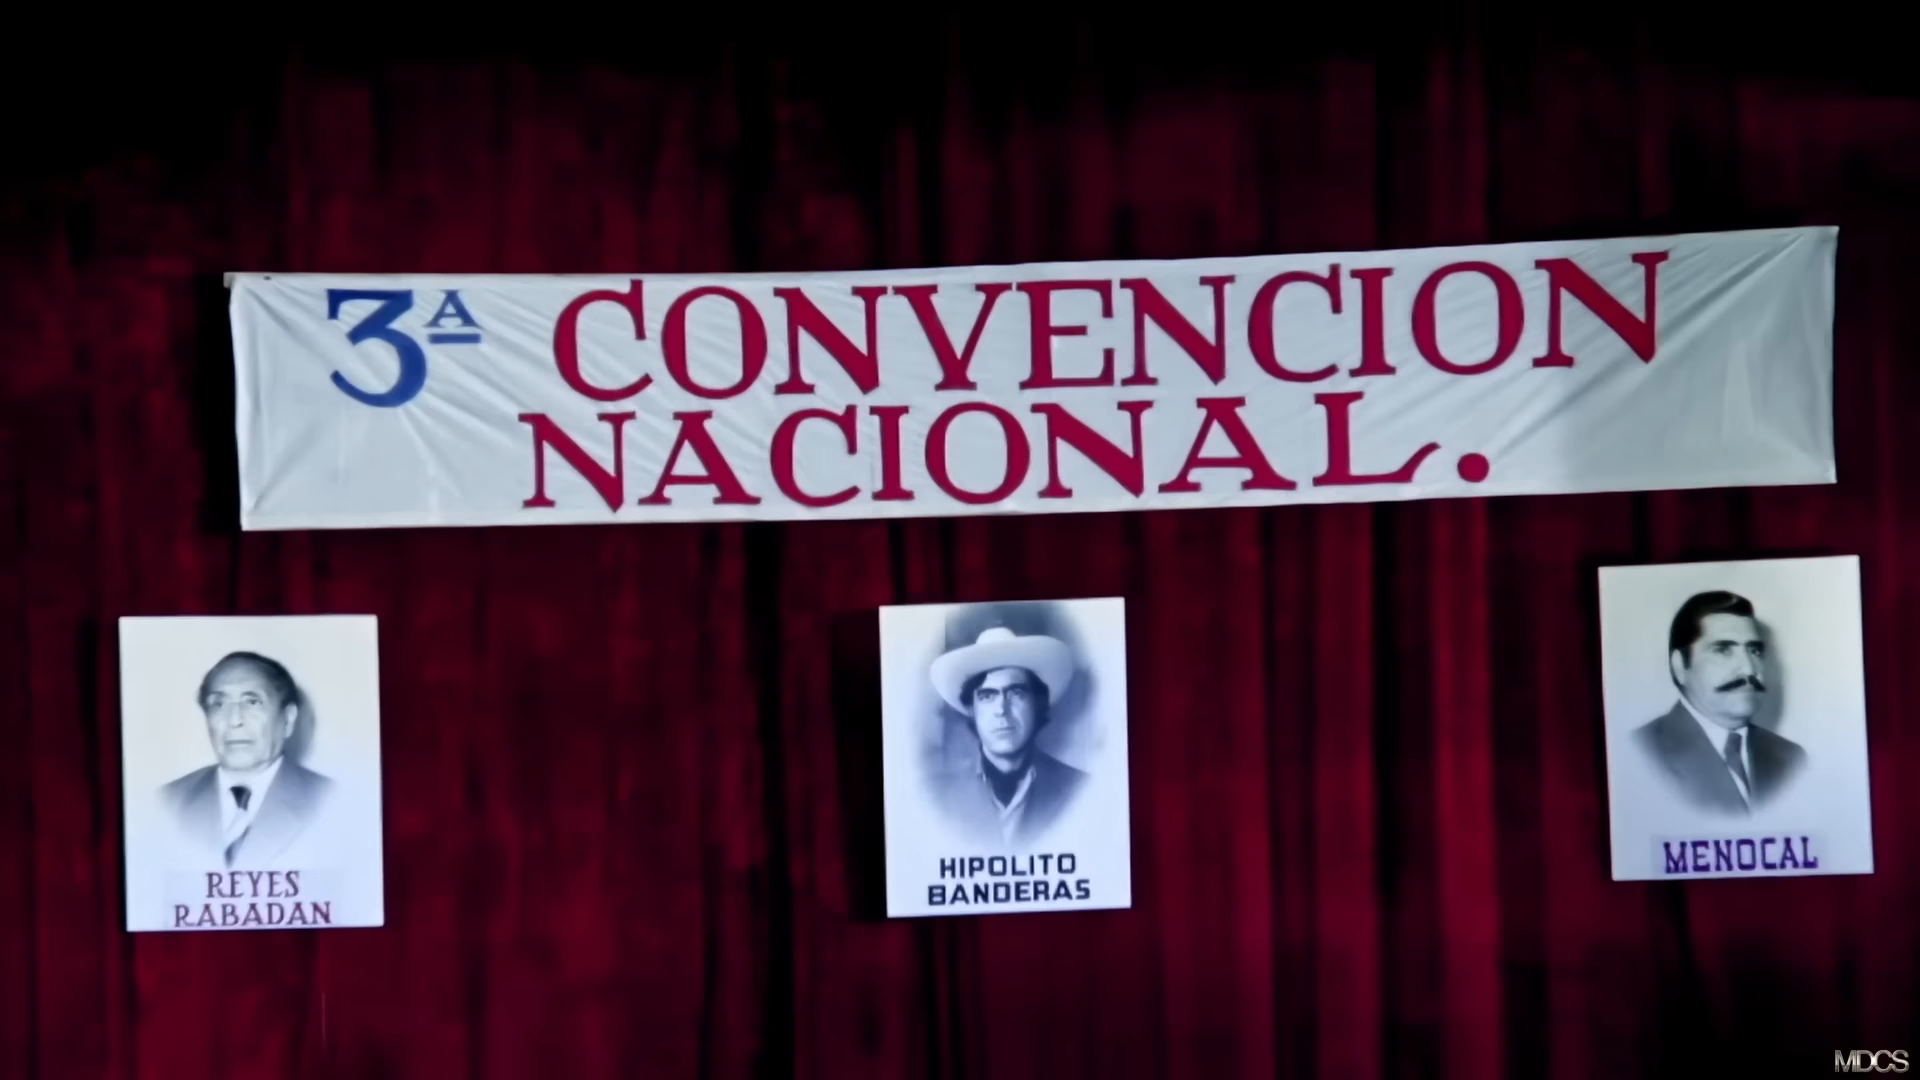 3ᴬ CONVENCION
NACIONAL.
REYES
RABADAN
HIPOLITO
BANDERAS
MENOCAL
MDCS